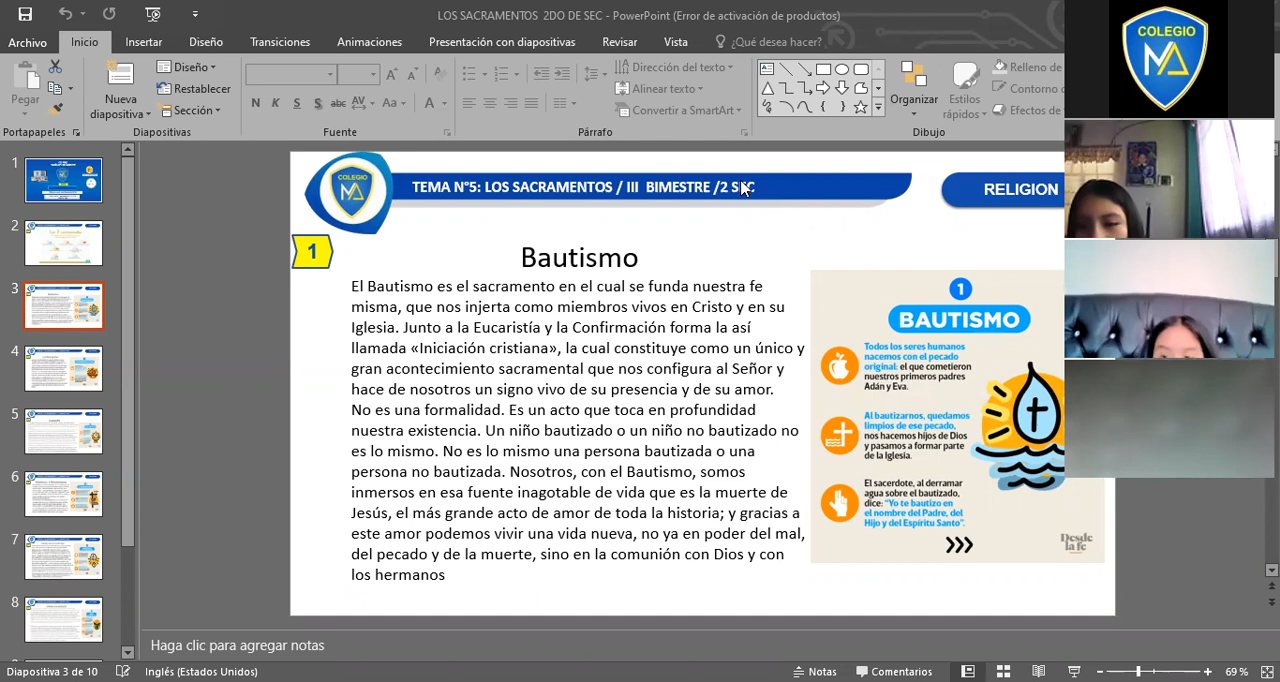 LOS SACRAMENTOS  2DO DE SEC - PowerPoint (Error de activación de productos)
Archivo
Inicio
Insertar
Diseño
Transiciones
Animaciones
Presentación con diapositivas
Revisar
Vista
¿Qué desea hacer?
Pegar
Nueva
diapositiva
Diseño
Restablecer
Sección
N K S S abc AV Aa A
Dirección del texto
Alinear texto
Convertir a SmartArt
Organizar
Estilos
rápidos
Relleno de
Contorno
Efectos de
Portapapeles
Diapositivas
Fuente
Párrafo
Dibujo
COLEGIO
MA
1
2
3
4
5
6
7
8
COLEGIO
MA
TEMA N°5: LOS SACRAMENTOS / III  BIMESTRE /2 SEC
RELIGION
1
Bautismo
El Bautismo es el sacramento en el cual se funda nuestra fe
misma, que nos injerta como miembros vivos en Cristo y en su
Iglesia. Junto a la Eucaristía y la Confirmación forma la así
llamada «Iniciación cristiana», la cual constituye como un único y
gran acontecimiento sacramental que nos configura al Señor y
hace de nosotros un signo vivo de su presencia y de su amor.
No es una formalidad. Es un acto que toca en profundidad
nuestra existencia. Un niño bautizado o un niño no bautizado no
es lo mismo. No es lo mismo una persona bautizada o una
persona no bautizada. Nosotros, con el Bautismo, somos
inmersos en esa fuente inagotable de vida que es la muerte de
Jesús, el más grande acto de amor de toda la historia; y gracias a
este amor podemos vivir una vida nueva, no ya en poder del mal,
del pecado y de la muerte, sino en la comunión con Dios y con
los hermanos
1
BAUTISMO
Todos los seres humanos
nacemos con el pecado
original: el que cometieron
nuestros primeros padres
Adán y Eva.
Al bautizarnos, quedamos
limpios de ese pecado,
nos hacemos hijos de Dios
y pasamos a formar parte
de la Iglesia.
El sacerdote, al derramar
agua sobre el bautizado,
dice: "Yo te bautizo en
el nombre del Padre, del
Hijo y del Espíritu Santo".
Desde
la fe
Haga clic para agregar notas
Diapositiva 3 de 10
Inglés (Estados Unidos)
Notas
Comentarios
69 %